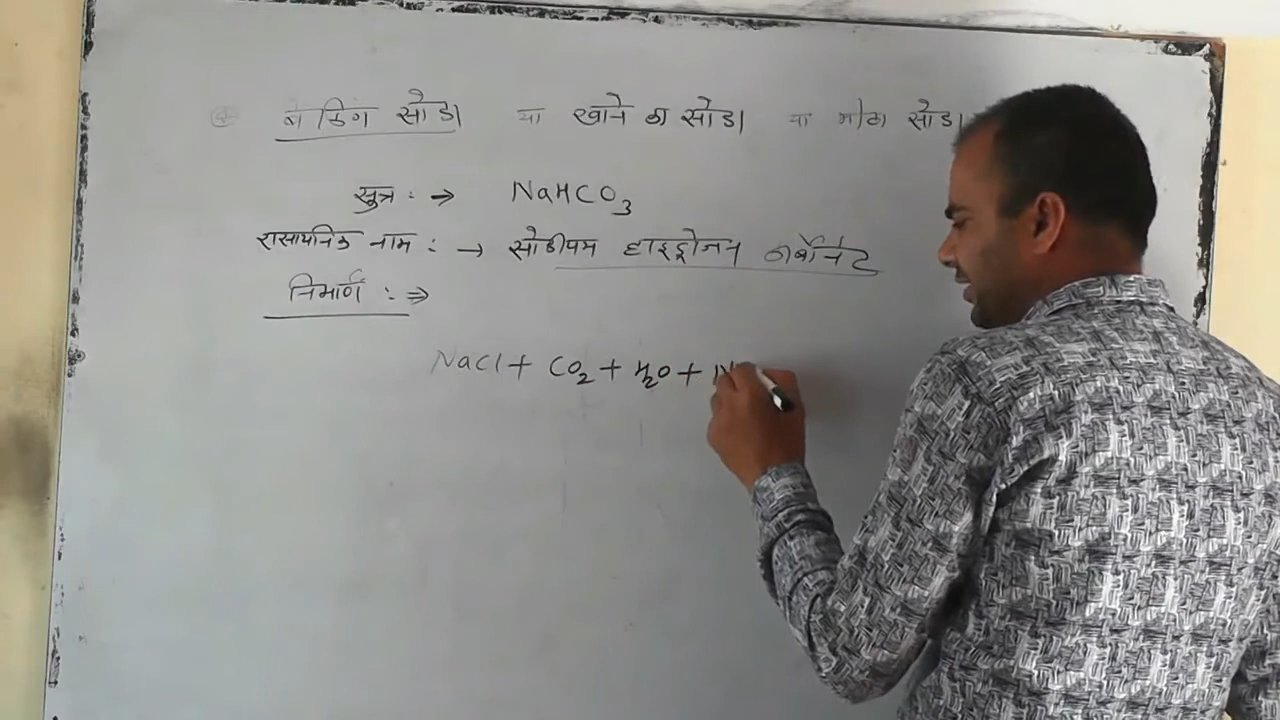 बेकिंग सोडा या खाने का सोडा या मीठा सोडा
सुत्र :→ NaHCO₃
रासायनिक नाम :→ सोडीयम हाइड्रोजन कार्बोनेट
निमार्ण :⇒
NaCl + CO₂ + H₂O + N